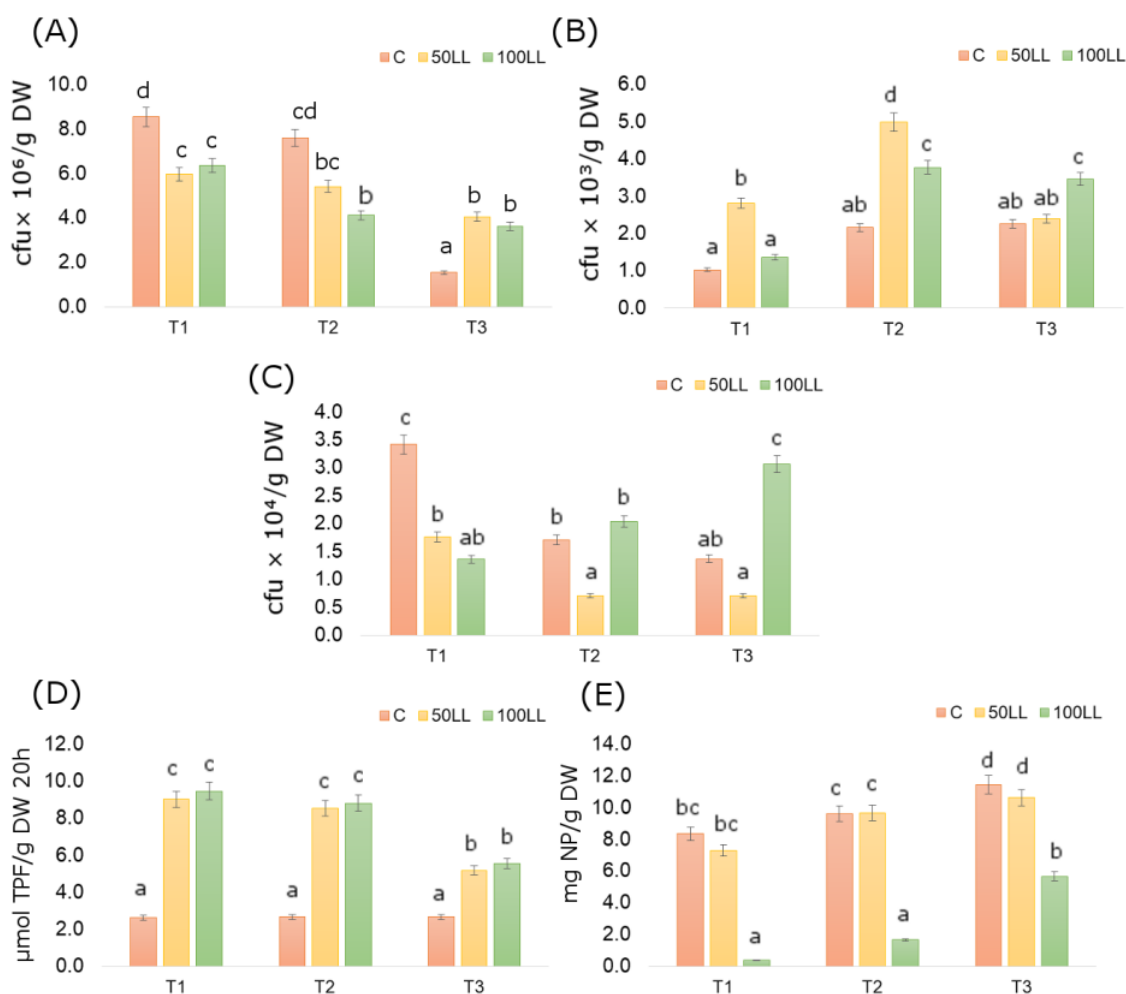 (A)
C 50LL 100LL
cfu × 10⁶/g DW
10.0
8.0
6.0
4.0
2.0
0.0
d c c
cd bc b
a b b
T1 T2 T3
(B)
C 50LL 100LL
cfu × 10³/g DW
6.0
5.0
4.0
3.0
2.0
1.0
0.0
a b a
ab d c
ab ab c
T1 T2 T3
(C)
C 50LL 100LL
cfu × 10⁴/g DW
4.0
3.5
3.0
2.5
2.0
1.5
1.0
0.5
0.0
c b ab
b a b
ab a c
T1 T2 T3
(D)
C 50LL 100LL
µmol TPF/g DW 20h
12.0
10.0
8.0
6.0
4.0
2.0
0.0
a c c
a c c
a b b
T1 T2 T3
(E)
C 50LL 100LL
mg NP/g DW
14.0
12.0
10.0
8.0
6.0
4.0
2.0
0.0
bc bc a
c c a
d d b
T1 T2 T3